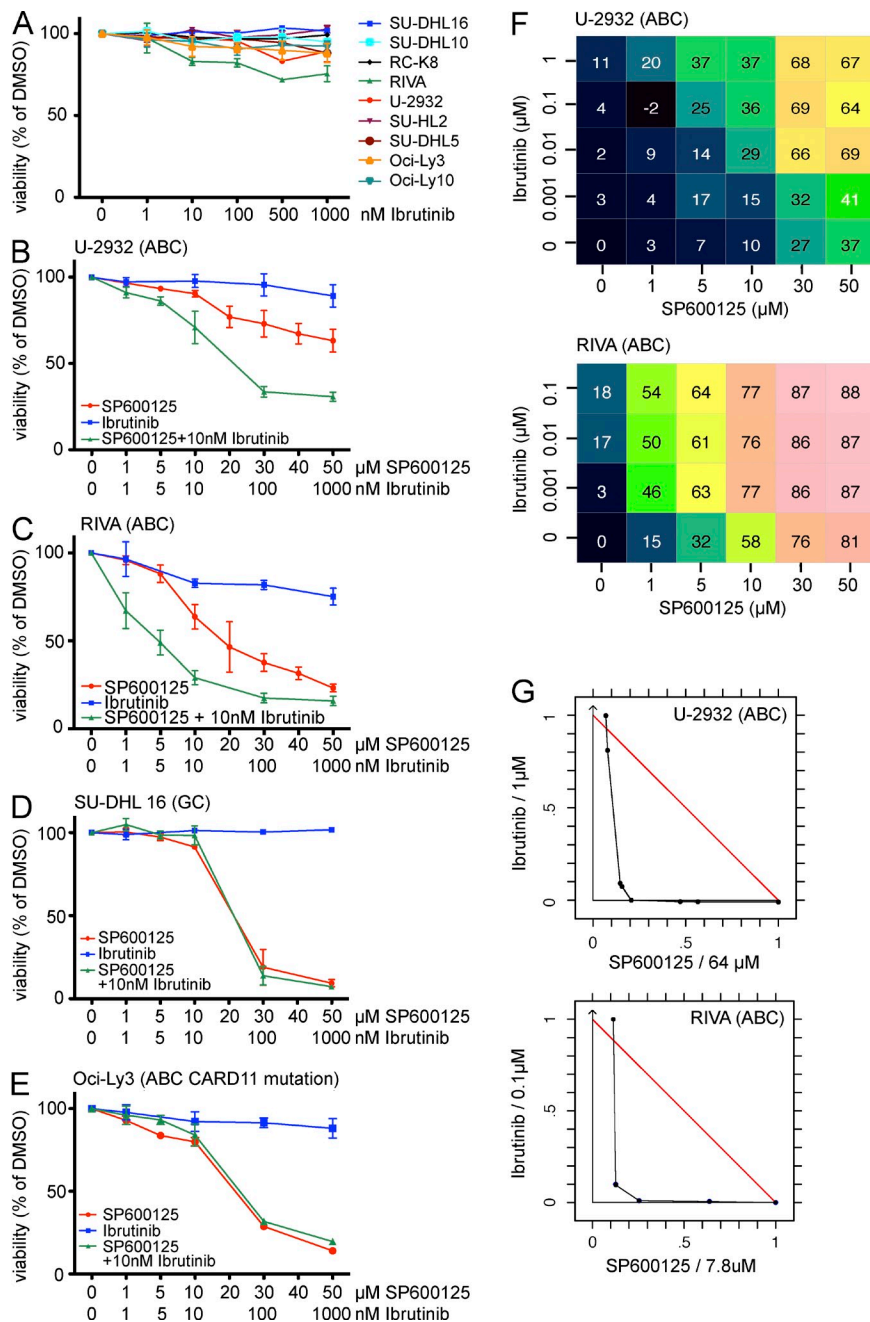 A
viability (% of DMSO)
100
50
0
0 1 10 100 500 1000 nM Ibrutinib
SU-DHL16
SU-DHL10
RC-K8
RIVA
U-2932
SU-HL2
SU-DHL5
Oci-Ly3
Oci-Ly10
B
U-2932 (ABC)
viability (% of DMSO)
100
50
0
SP600125
Ibrutinib
SP600125+10nM Ibrutinib
0 1 5 10 20 30 40 50 μM SP600125
0 1 5 10 100 1000 nM Ibrutinib
C
RIVA (ABC)
viability (% of DMSO)
100
50
0
SP600125
Ibrutinib
SP600125 + 10nM Ibrutinib
0 1 5 10 20 30 40 50 μM SP600125
0 1 5 10 100 1000 nM Ibrutinib
D
SU-DHL 16 (GC)
viability (% of DMSO)
100
50
0
SP600125
Ibrutinib
SP600125
+10nM Ibrutinib
0 1 5 10 20 30 40 50 μM SP600125
0 1 5 10 100 1000 nM Ibrutinib
E
Oci-Ly3 (ABC CARD11 mutation)
viability (% of DMSO)
100
50
0
SP600125
Ibrutinib
SP600125
+10nM Ibrutinib
0 1 5 10 20 30 40 50 μM SP600125
0 1 5 10 100 1000 nM Ibrutinib
F
U-2932 (ABC)
Ibrutinib (μM)
1 11 20 37 37 68 67
0.1 4 -2 25 36 69 64
0.01 2 9 14 29 66 69
0.001 3 4 17 15 32 41
0 0 3 7 10 27 37
0 1 5 10 30 50
SP600125 (μM)
RIVA (ABC)
Ibrutinib (μM)
0.1 18 54 64 77 87 88
0.01 17 50 61 76 86 87
0.001 3 46 63 77 86 87
0 0 15 32 58 76 81
0 1 5 10 30 50
SP600125 (μM)
G
U-2932 (ABC)
Ibrutinib / 1μM
1
.5
0
0 .5 1
SP600125 / 64 μM
RIVA (ABC)
Ibrutinib / 0.1μM
1
.5
0
0 .5 1
SP600125 / 7.8uM